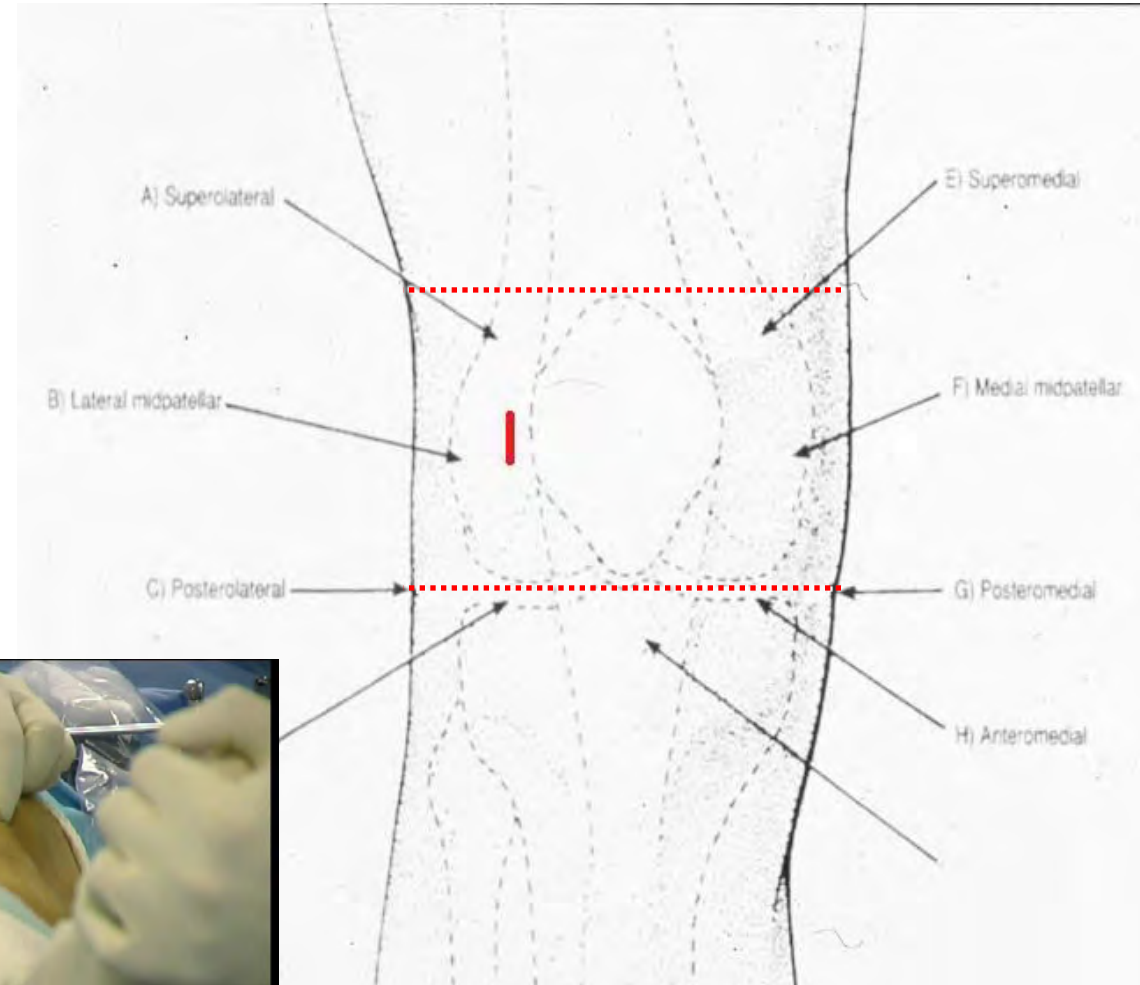 A) Superolateral
E) Superomedial
B) Lateral midpatellar
F) Medial midpatellar
C) Posterolateral
G) Posteromedial
H) Anteromedial